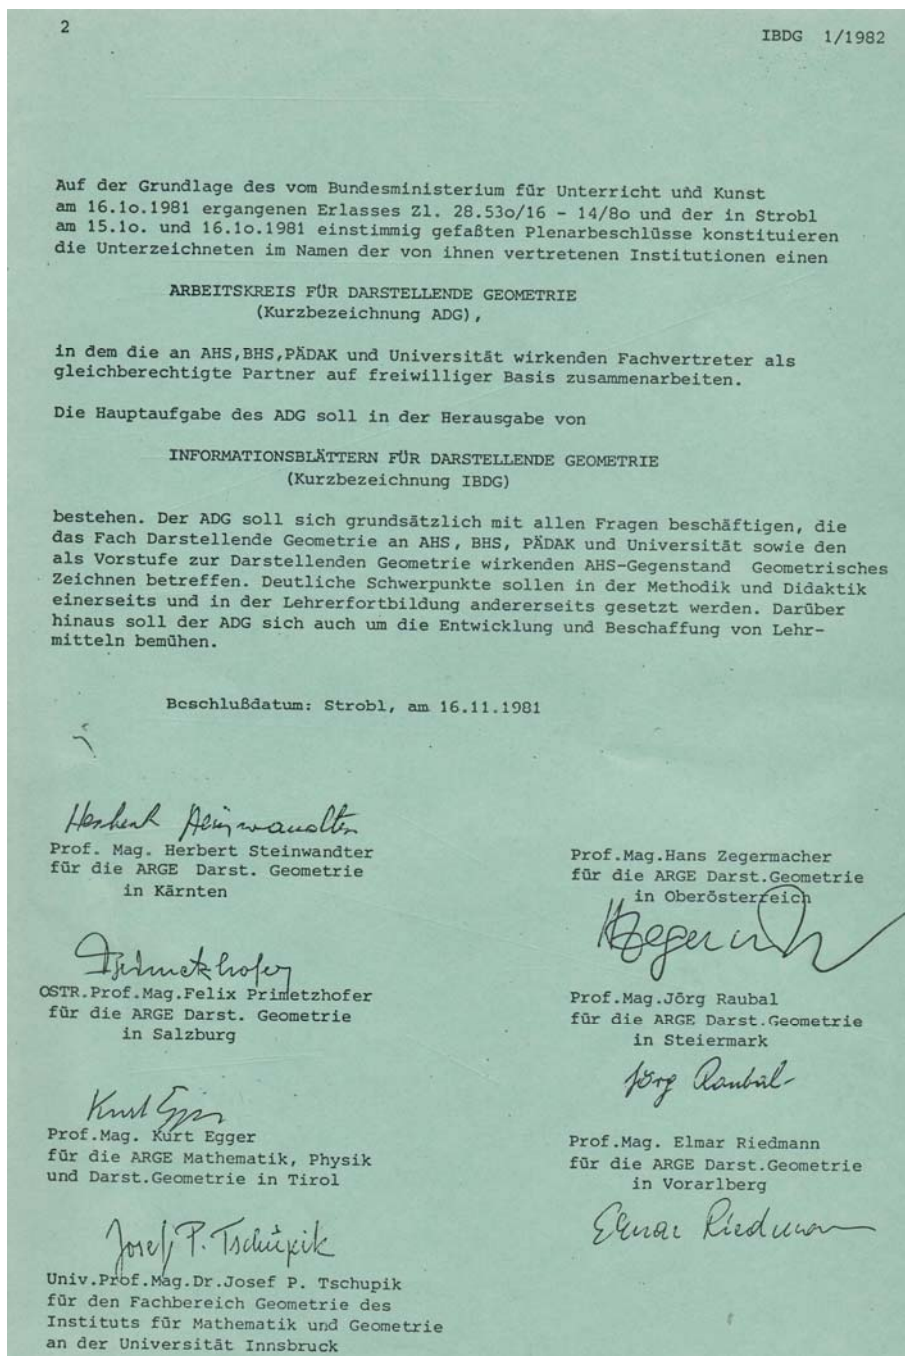 2
IBDG 1/1982
Auf der Grundlage des vom Bundesministerium für Unterricht und Kunst
am 16.1o.1981 ergangenen Erlasses Zl. 28.53o/16 - 14/8o und der in Strobl
am 15.1o. und 16.1o.1981 einstimmig gefaßten Plenarbeschlüsse konstituieren
die Unterzeichneten im Namen der von ihnen vertretenen Institutionen einen
ARBEITSKREIS FÜR DARSTELLENDE GEOMETRIE
(Kurzbezeichnung ADG),
in dem die an AHS,BHS,PÄDAK und Universität wirkenden Fachvertreter als
gleichberechtigte Partner auf freiwilliger Basis zusammenarbeiten.
Die Hauptaufgabe des ADG soll in der Herausgabe von
INFORMATIONSBLÄTTERN FÜR DARSTELLENDE GEOMETRIE
(Kurzbezeichnung IBDG)
bestehen. Der ADG soll sich grundsätzlich mit allen Fragen beschäftigen, die
das Fach Darstellende Geometrie an AHS, BHS, PÄDAK und Universität sowie den
als Vorstufe zur Darstellenden Geometrie wirkenden AHS-Gegenstand Geometrisches
Zeichnen betreffen. Deutliche Schwerpunkte sollen in der Methodik und Didaktik
einerseits und in der Lehrerfortbildung andererseits gesetzt werden. Darüber
hinaus soll der ADG sich auch um die Entwicklung und Beschaffung von Lehr-
mitteln bemühen.
Beschlußdatum: Strobl, am 16.11.1981
Herbert Steinwandter
Prof. Mag. Herbert Steinwandter
für die ARGE Darst. Geometrie
in Kärnten
Prof.Mag.Hans Zegermacher
für die ARGE Darst.Geometrie
in Oberösterreich
Primetzhofer
OSTR.Prof.Mag.Felix Primetzhofer
für die ARGE Darst. Geometrie
in Salzburg
Prof.Mag.Jörg Raubal
für die ARGE Darst.Geometrie
in Steiermark
Jörg Raubal
Kurt Egger
Prof.Mag. Kurt Egger
für die ARGE Mathematik, Physik
und Darst.Geometrie in Tirol
Prof.Mag. Elmar Riedmann
für die ARGE Darst.Geometrie
in Vorarlberg
Elmar Riedmann
Josef P. Tschupik
Univ.Prof.Mag.Dr.Josef P. Tschupik
für den Fachbereich Geometrie des
Instituts für Mathematik und Geometrie
an der Universität Innsbruck